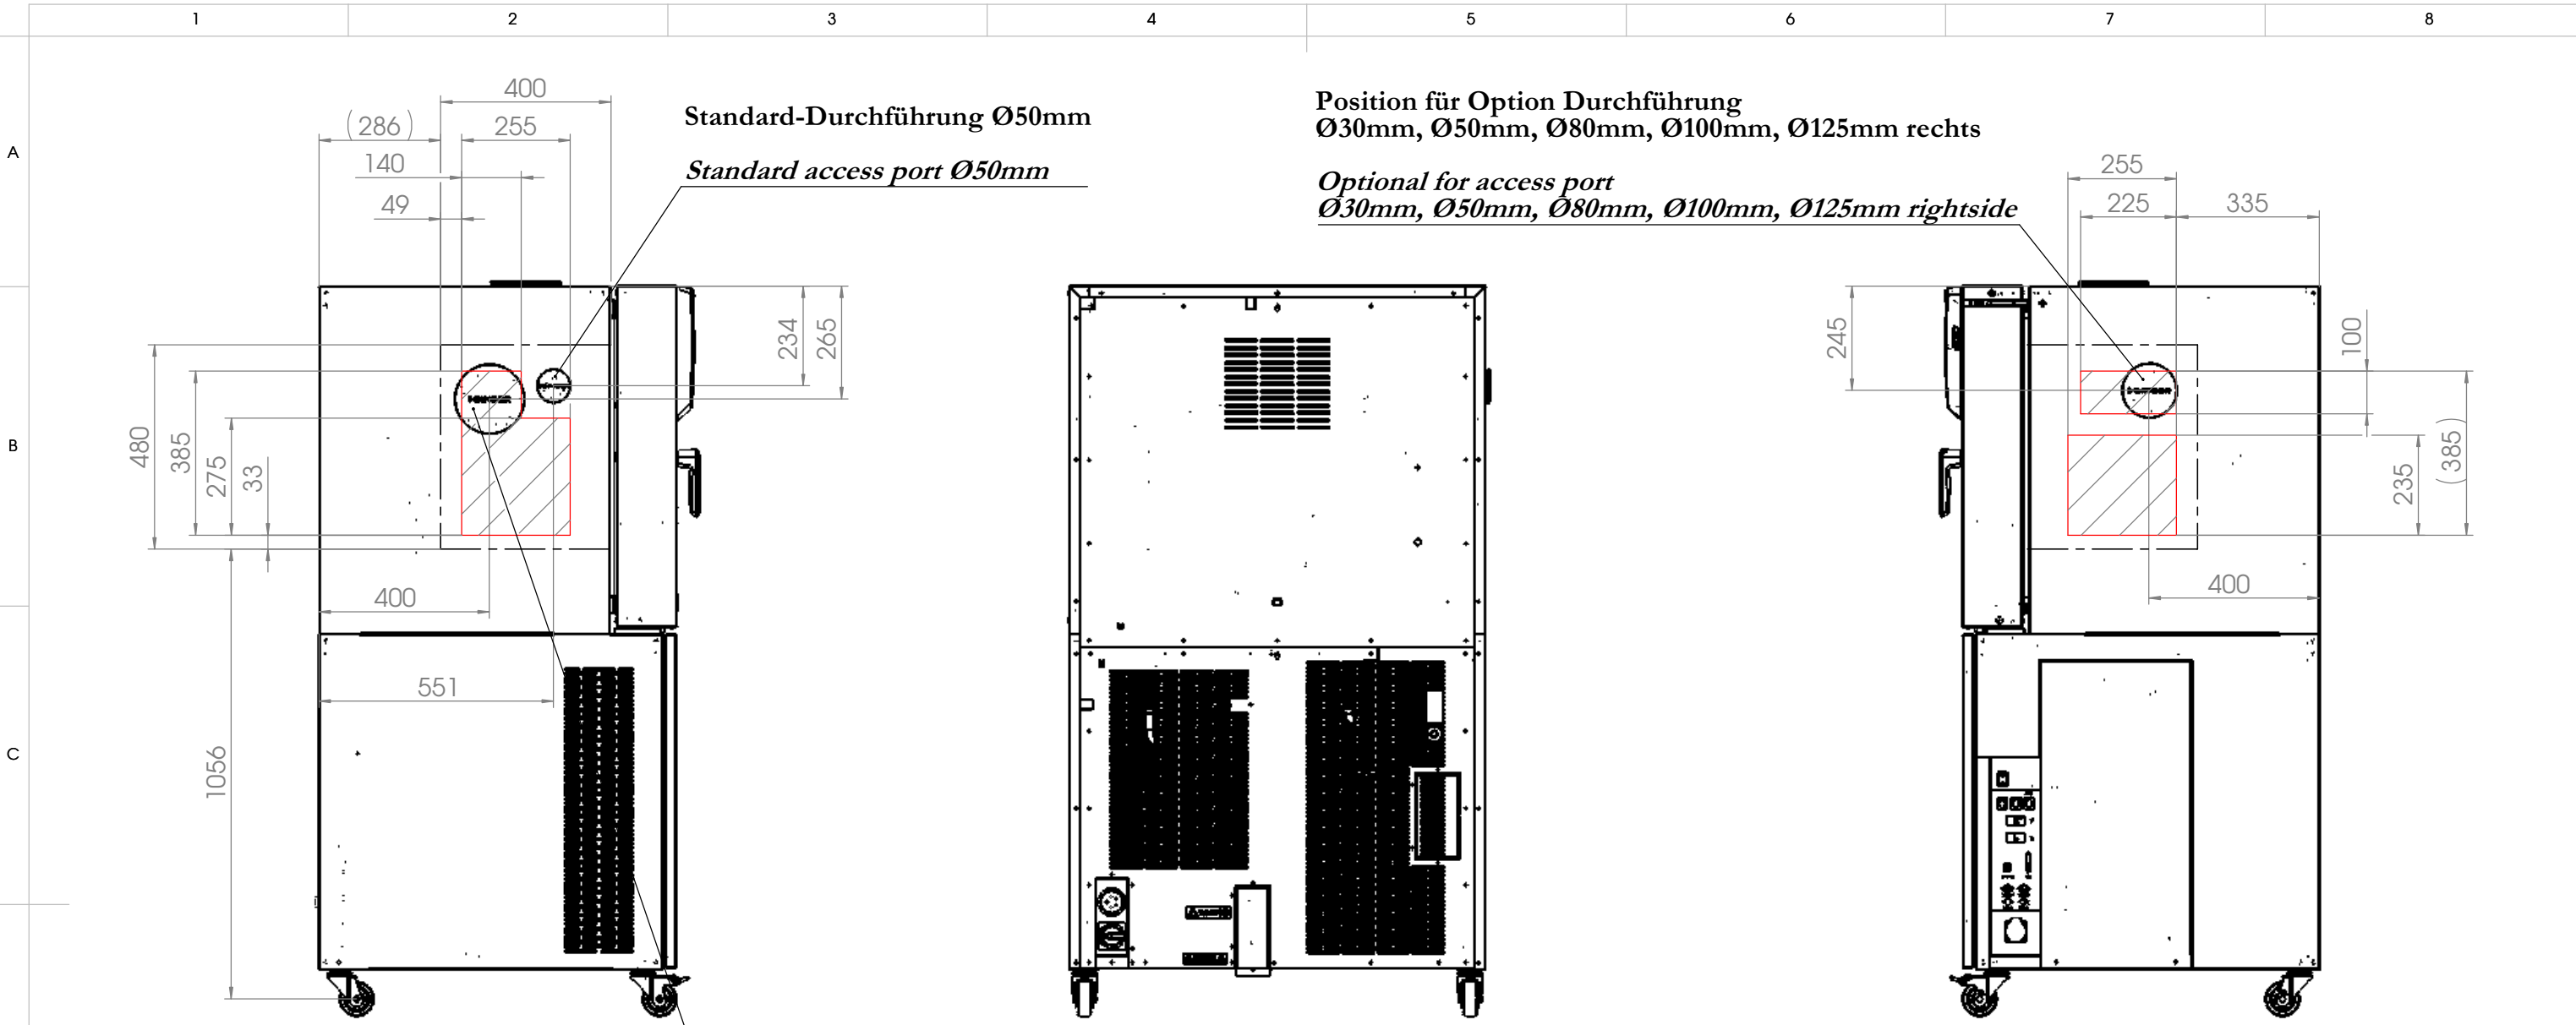 1 2 3 4 5 6 7 8
A
B
C
400
(286)
255
140
49
Standard-Durchführung Ø50mm
Standard access port Ø50mm
Position für Option Durchführung
Ø30mm, Ø50mm, Ø80mm, Ø100mm, Ø125mm rechts
Optional for access port
Ø30mm, Ø50mm, Ø80mm, Ø100mm, Ø125mm rightside
255
225
335
234
265
480
385
275
33
400
551
1056
245
100
(385)
235
400